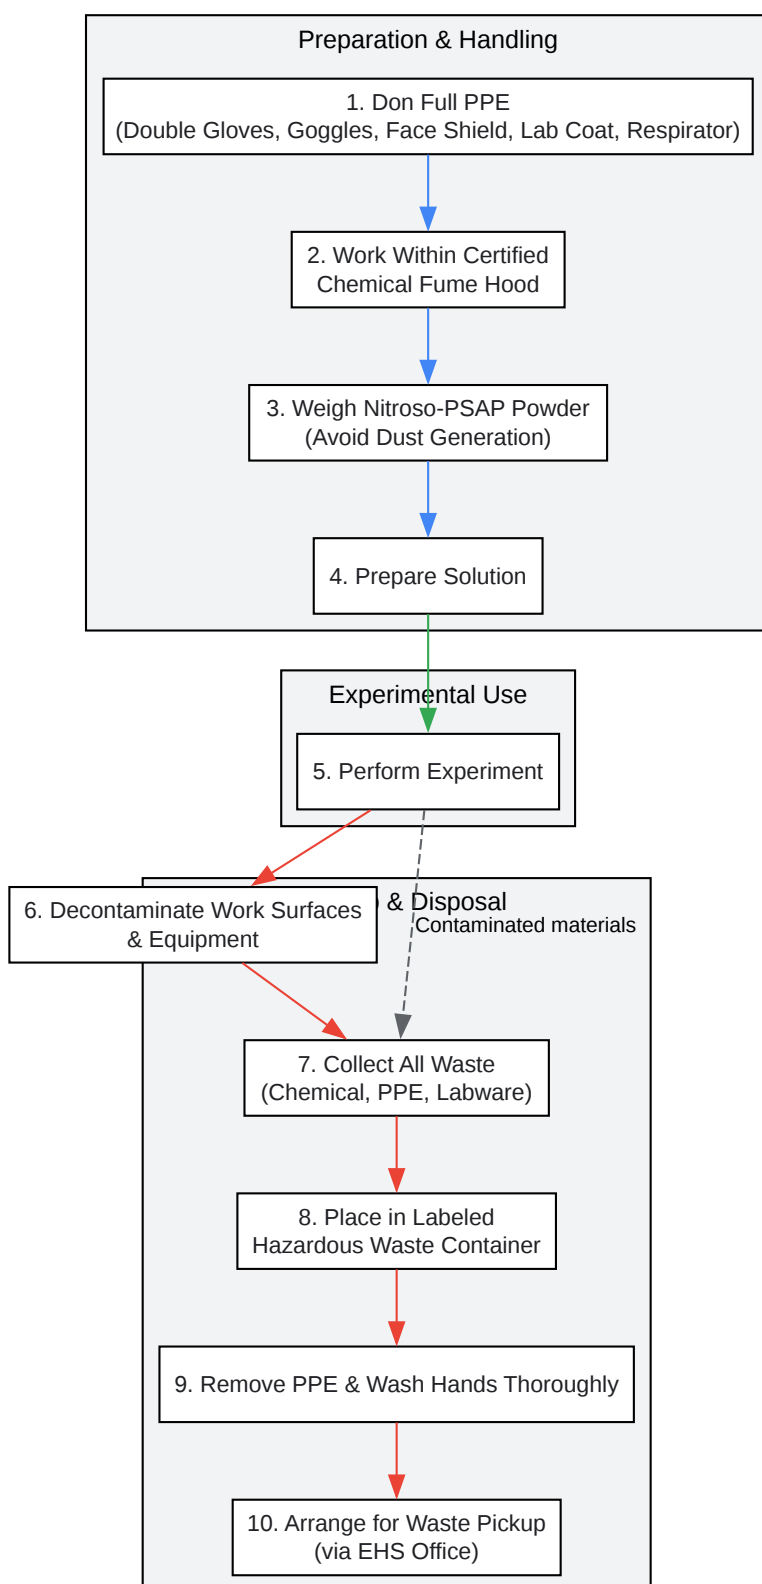 Preparation & Handling
1. Don Full PPE
(Double Gloves, Goggles, Face Shield, Lab Coat, Respirator)
2. Work Within Certified
Chemical Fume Hood
3. Weigh Nitroso-PSAP Powder
(Avoid Dust Generation)
4. Prepare Solution
Experimental Use
5. Perform Experiment
& Disposal
6. Decontaminate Work Surfaces
& Equipment
Contaminated materials
7. Collect All Waste
(Chemical, PPE, Labware)
8. Place in Labeled
Hazardous Waste Container
9. Remove PPE & Wash Hands Thoroughly
10. Arrange for Waste Pickup
(via EHS Office)